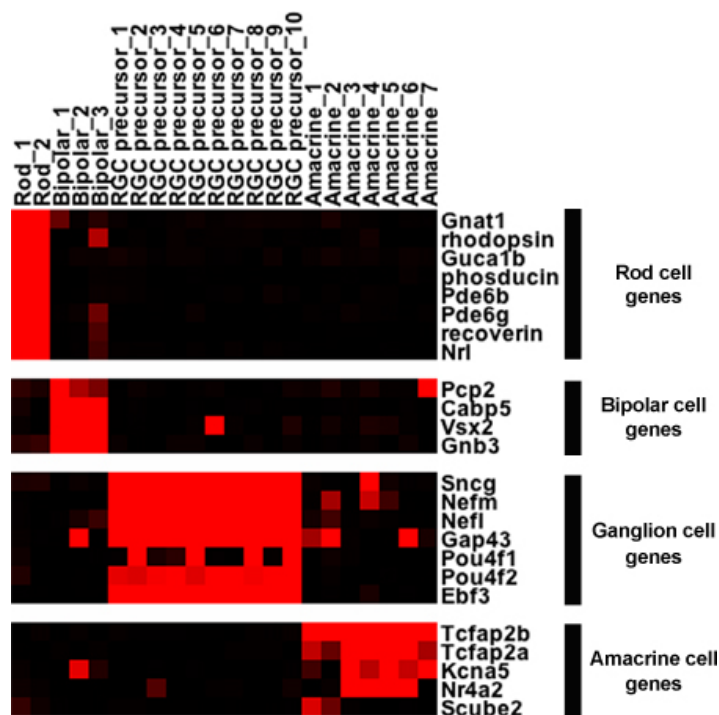 Rod_1
Rod_2
Bipolar_1
Bipolar_2
Bipolar_3
RGC precursor_1
RGC precursor_2
RGC precursor_3
RGC precursor_4
RGC precursor_5
RGC precursor_6
RGC precursor_7
RGC precursor_8
RGC precursor_9
RGC precursor_10
Amacrine_1
Amacrine_2
Amacrine_3
Amacrine_4
Amacrine_5
Amacrine_6
Amacrine_7
Gnat1
rhodopsin
Guca1b
phosducin
Pde6b
Pde6g
recoverin
Nrl
Rod cell
genes
Pcp2
Cabp5
Vsx2
Gnb3
Bipolar cell
genes
Sncg
Nefm
Nefl
Gap43
Pou4f1
Pou4f2
Ebf3
Ganglion cell
genes
Tcfap2b
Tcfap2a
Kcna5
Nr4a2
Scube2
Amacrine cell
genes